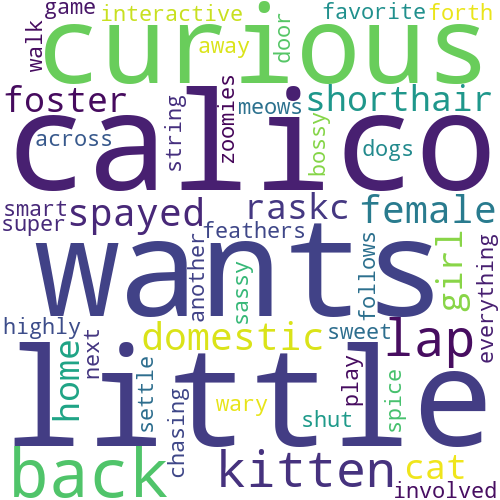 game interactive favorite forth
walk curious away door
foster zoomies meows shorthair
calico
across string bossy dogs
smart spayed raskc female
super feathers
wants
another sassy follows girl everything
highly domestic sweet lap
next home
little
settle chasing wary shut play spice
back kitten cat
involved